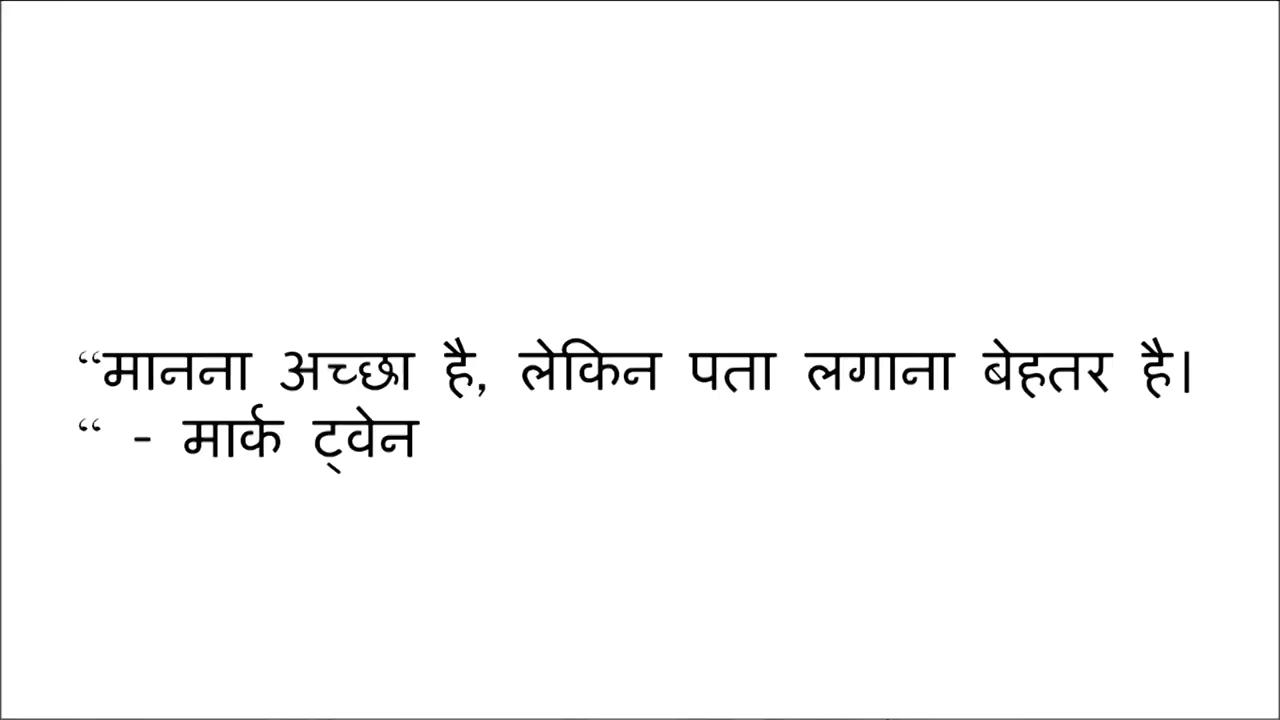 “मानना अच्छा है, लेकिन पता लगाना बेहतर है।
“ - मार्क ट्वेन